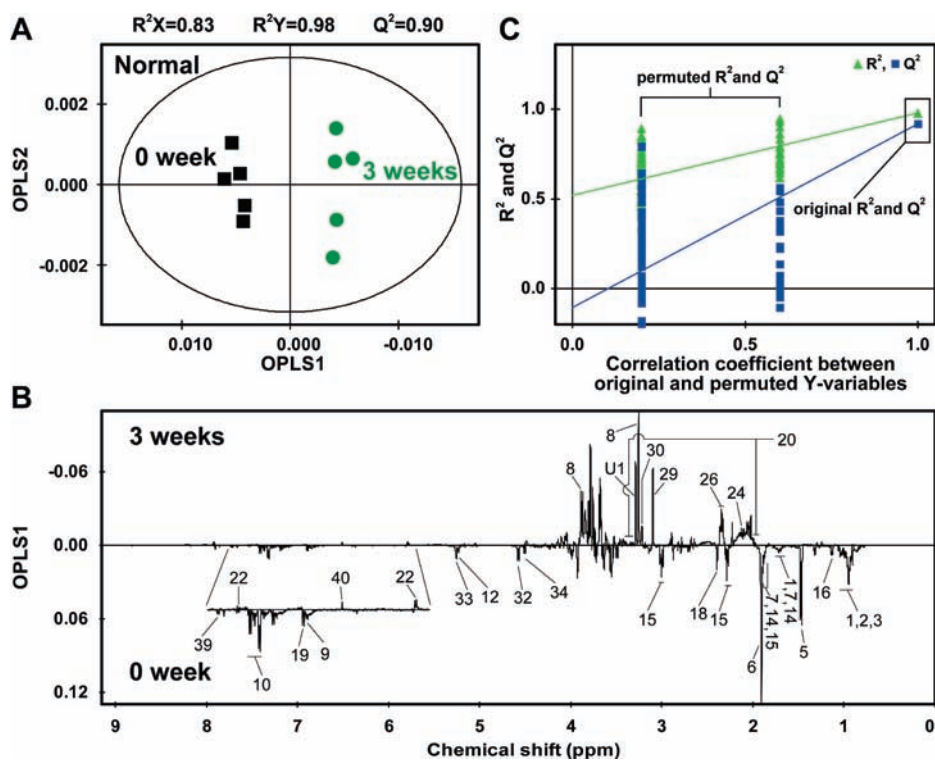 A
R²X=0.83 R²Y=0.98 Q²=0.90
Normal
0.002
0 week
0.000
3 weeks
-0.002
OPLS2
0.010 0.000 -0.010
OPLS1
C
R², Q²
permuted R²and Q²
1.0
0.5
0.0
R² and Q²
original R²and Q²
0.0 0.5 1.0
Correlation coefficient between
original and permuted Y-variables
B
3 weeks
8
20
U1
30
8
29
26
24
-0.06
0.00
0.06
0.12
OPLS1
22 40 22
33 12 32 34
15 18 15
7,14,15
1,7,14
16
1,2,3
39
19 9
10
6
5
0 week
9 8 7 6 5 4 3 2 1 0
Chemical shift (ppm)